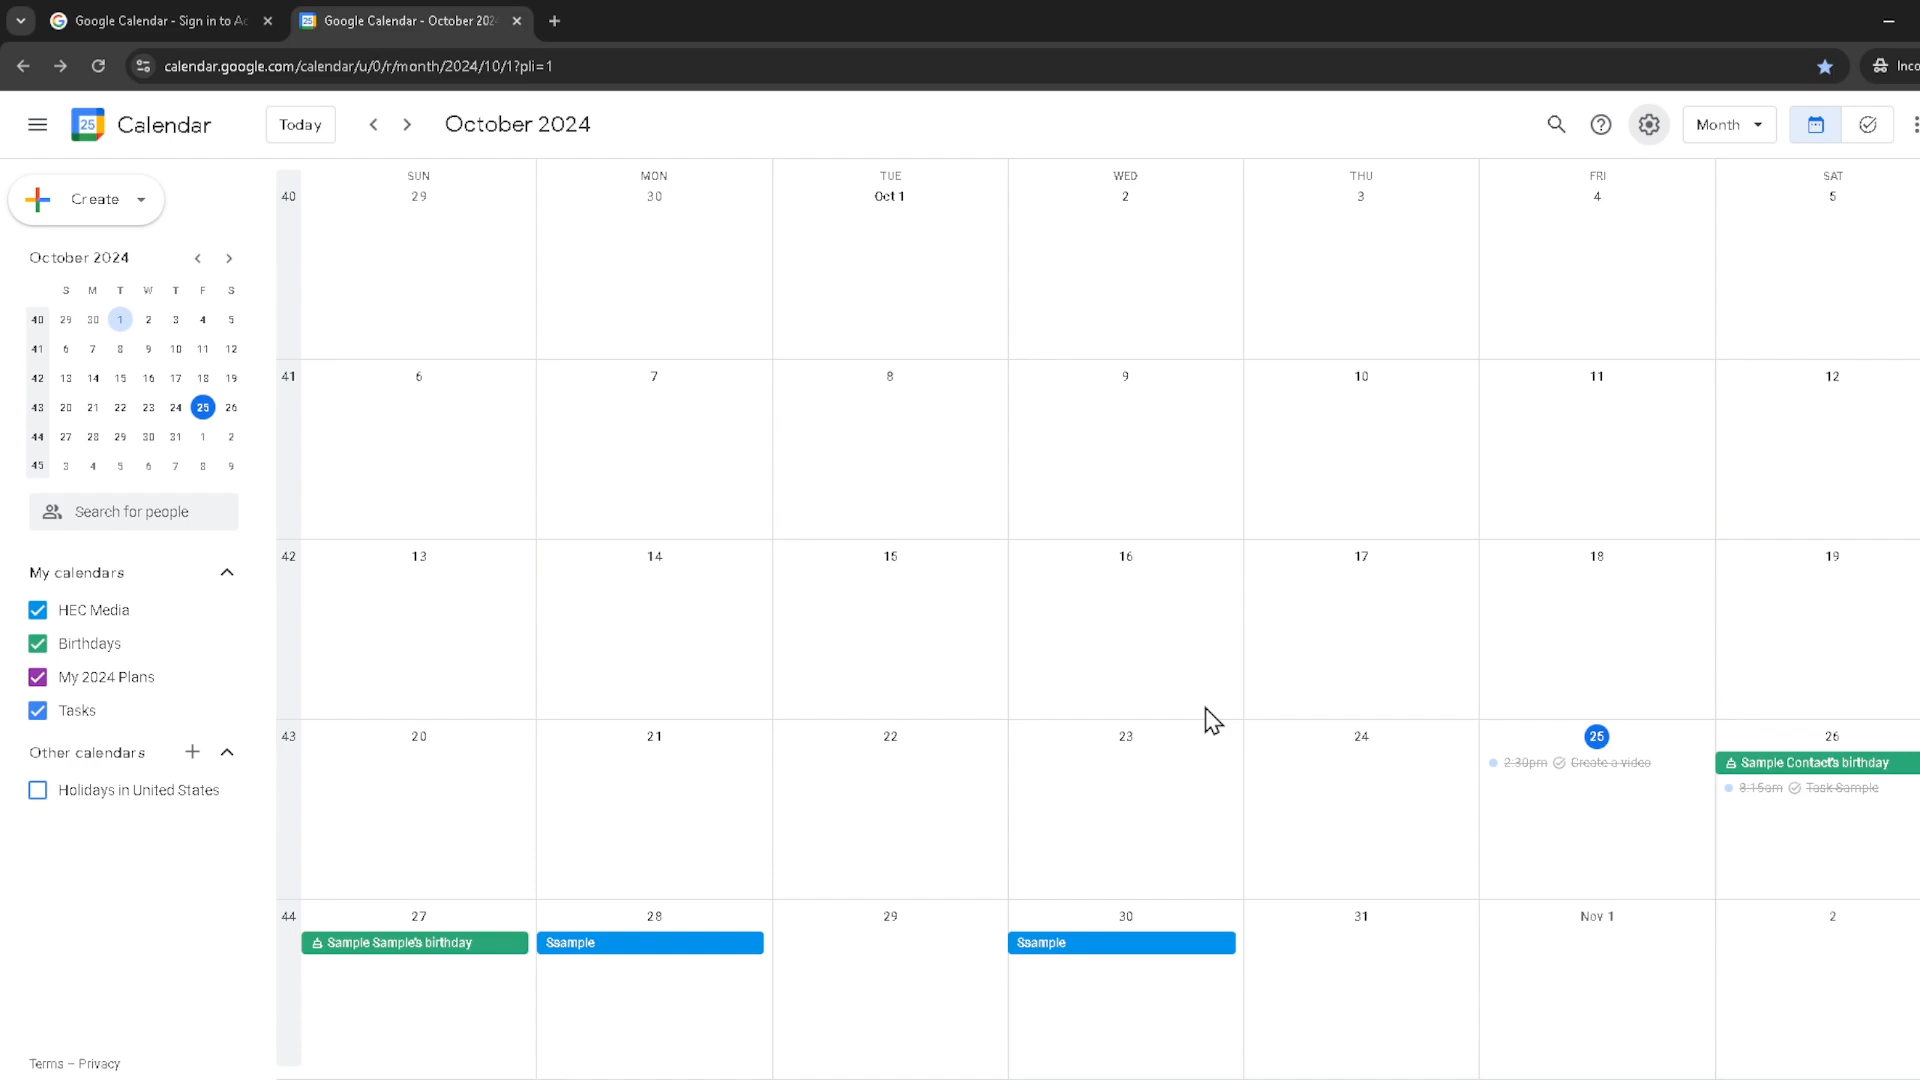 Google Calendar - Sign in to Ac
Google Calendar - October 202
calendar.google.com/calendar/u/0/r/month/2024/10/1?pli=1
Inco
25
Calendar
Today
October 2024
Month
Create
October 2024
S M T W T F S
40 29 30 1 2 3 4 5
41 6 7 8 9 10 11 12
42 13 14 15 16 17 18 19
43 20 21 22 23 24 25 26
44 27 28 29 30 31 1 2
45 3 4 5 6 7 8 9
Search for people
My calendars
HEC Media
Birthdays
My 2024 Plans
Tasks
Other calendars
Holidays in United States
Terms – Privacy
SUN MON TUE WED THU FRI SAT
40 29 30 Oct 1 2 3 4 5
41 6 7 8 9 10 11 12
42 13 14 15 16 17 18 19
43 20 21 22 23 24 25 26
2:30pm Create a video
Sample Contact's birthday
8:15am Task Sample
44 27 28 29 30 31 Nov 1 2
Sample Sample's birthday
Ssample
Ssample